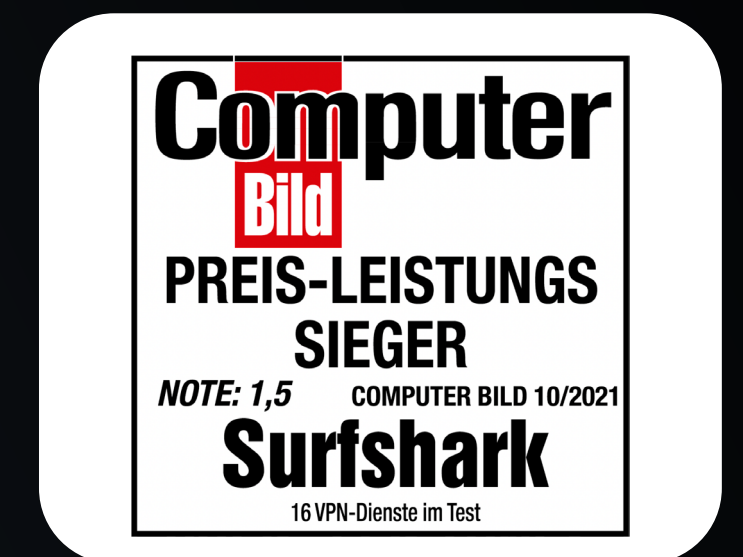 Computer
Bild
PREIS-LEISTUNGS
SIEGER
NOTE: 1,5 COMPUTER BILD 10/2021
Surfshark
16 VPN-Dienste im Test